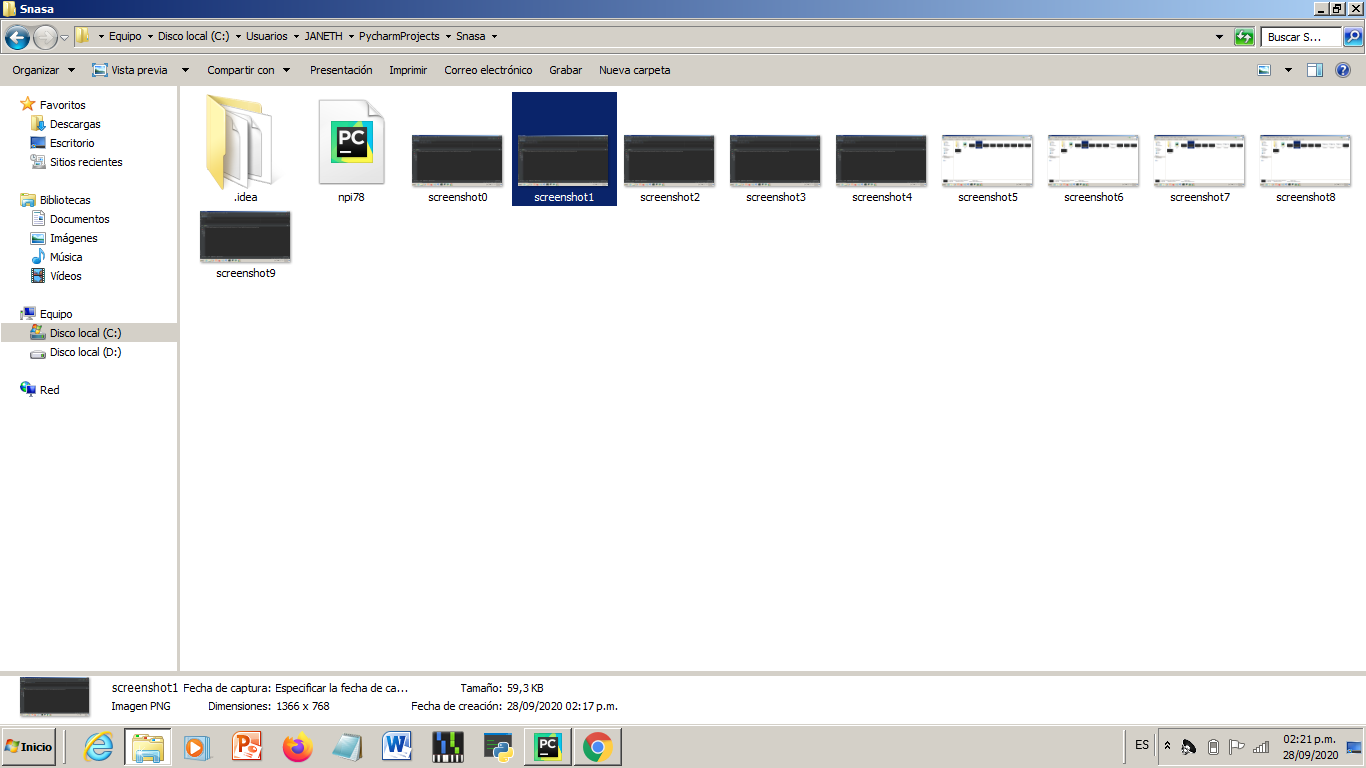 Snasa
Equipo Disco local (C:) Usuarios JANETH PycharmProjects Snasa Buscar S...
Organizar Vista previa Compartir con Presentación Imprimir Correo electrónico Grabar Nueva carpeta
Favoritos
Descargas
Escritorio
Sitios recientes
Bibliotecas
Documentos
Imágenes
Música
Vídeos
Equipo
Disco local (C:)
Disco local (D:)
Red
PC
.idea npi78 screenshot0 screenshot1 screenshot2 screenshot3 screenshot4 screenshot5 screenshot6 screenshot7 screenshot8
screenshot9
screenshot1 Fecha de captura: Especificar la fecha de ca... Tamaño: 59,3 KB
Imagen PNG Dimensiones: 1366 x 768 Fecha de creación: 28/09/2020 02:17 p.m.
Inicio PC ES 02:21 p.m.
28/09/2020